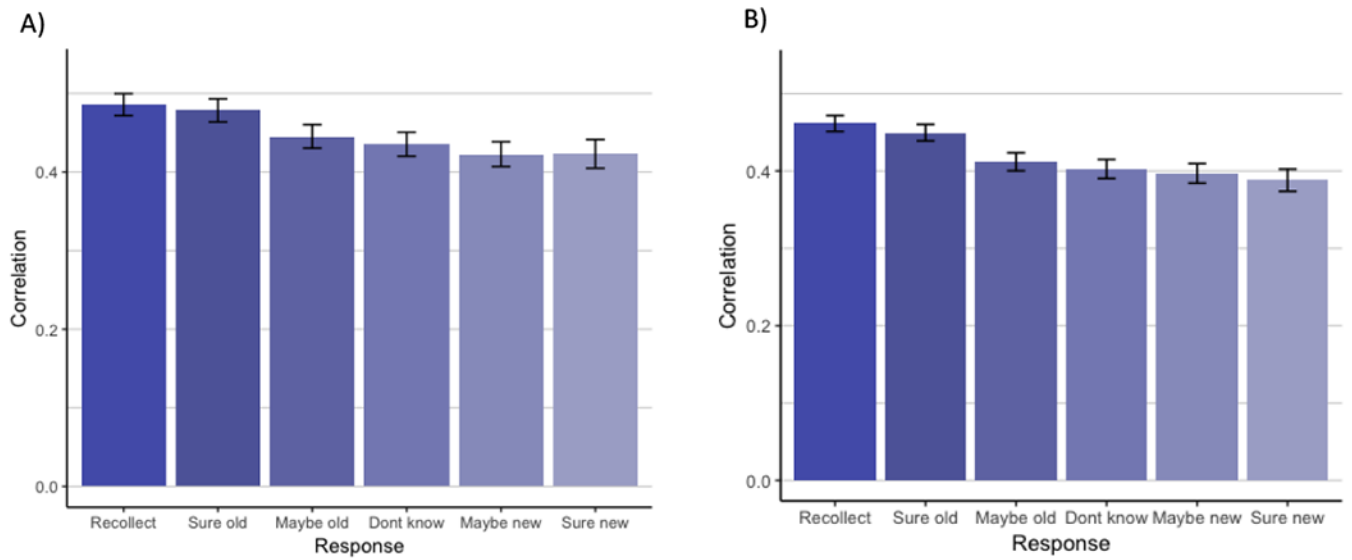 A)
Correlation
0.4
0.2
0.0
Recollect Sure old Maybe old Dont know Maybe new Sure new
Response
B)
Correlation
0.4
0.2
0.0
Recollect Sure old Maybe old Dont know Maybe new Sure new
Response